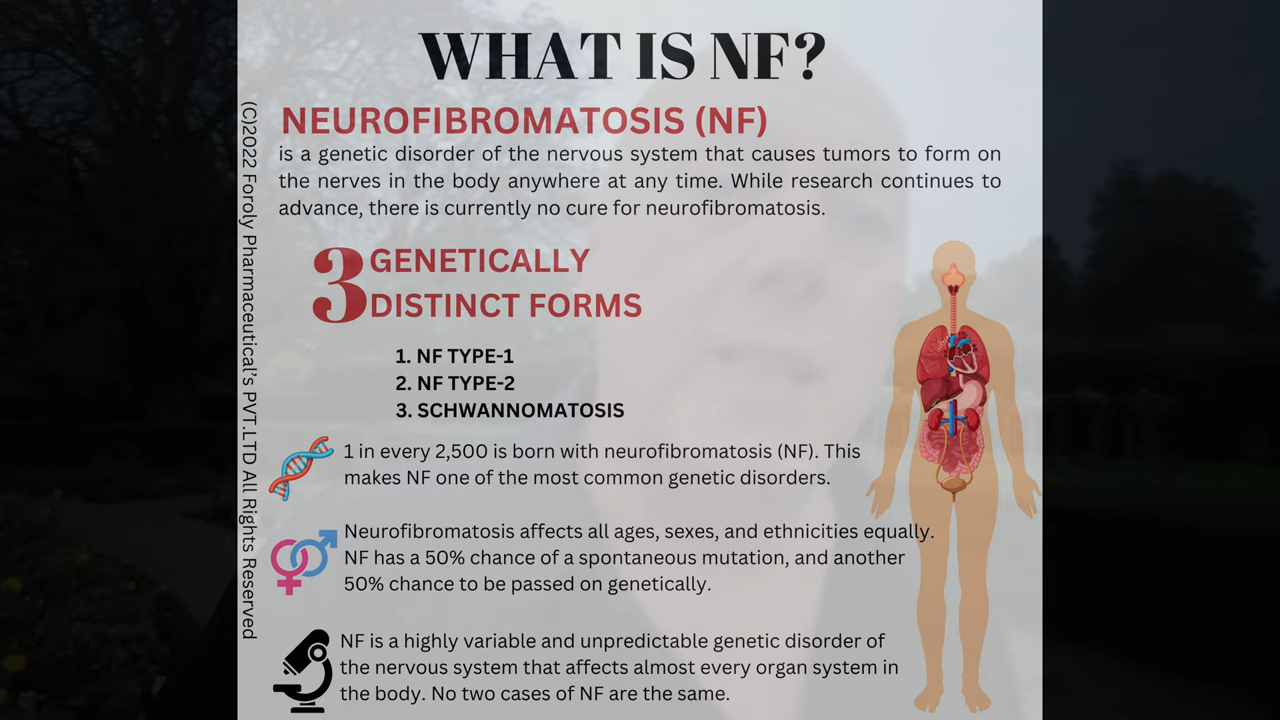 WHAT IS NF?
NEUROFIBROMATOSIS (NF)
is a genetic disorder of the nervous system that causes tumors to form on
the nerves in the body anywhere at any time. While research continues to
advance, there is currently no cure for neurofibromatosis.
3 GENETICALLY
DISTINCT FORMS
1. NF TYPE-1
2. NF TYPE-2
3. SCHWANNOMATOSIS
1 in every 2,500 is born with neurofibromatosis (NF). This
makes NF one of the most common genetic disorders.
Neurofibromatosis affects all ages, sexes, and ethnicities equally.
NF has a 50% chance of a spontaneous mutation, and another
50% chance to be passed on genetically.
NF is a highly variable and unpredictable genetic disorder of
the nervous system that affects almost every organ system in
the body. No two cases of NF are the same.
(C)2022 Foroly Pharmaceutical's PVT.LTD All Rights Reserved